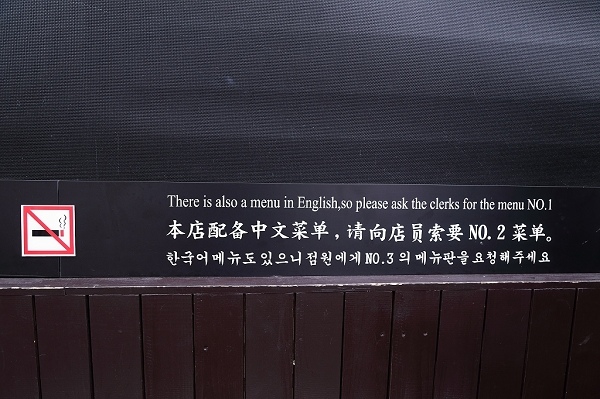 There is also a menu in English,so please ask the clerks for the menu NO.1
本店配备中文菜单，请向店员索要 NO. 2 菜单。
한국어메뉴도있으니점원에게 NO.3 의메뉴판을요청해주세요